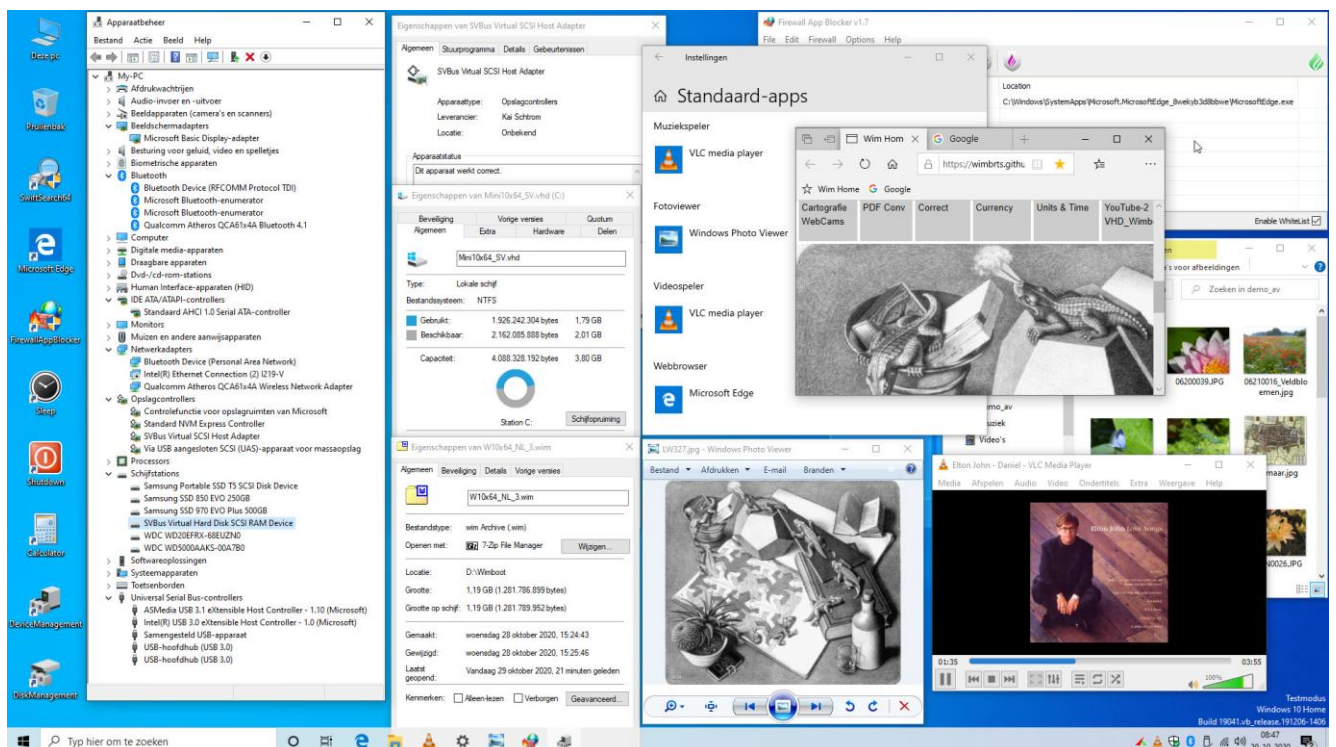 Deze pc
Prullenbak
SwiftSearch64
Microsoft Edge
FirewallAppBlocker
Sleep
Shutdown
Calculator
DeviceManagement
DiskManagement
Apparaatbeheer
Bestand Actie Beeld Help
My-PC
Afdrukwachtrijen
Audio-invoer en -uitvoer
Beeldapparaten (camera's en scanners)
Beeldschermadapters
Microsoft Basic Display-adapter
Besturing voor geluid, video en spelletjes
Biometrische apparaten
Bluetooth
Bluetooth Device (RFCOMM Protocol TDI)
Microsoft Bluetooth-enumerator
Microsoft Bluetooth-enumerator
Qualcomm Atheros QCA61x4A Bluetooth 4.1
Computer
Digitale media-apparaten
Draagbare apparaten
Dvd-/cd-rom-stations
Human Interface-apparaten (HID)
IDE ATA/ATAPI-controllers
Standard AHCI 1.0 Serial ATA-controller
Monitors
Muizen en andere aanwijsapparaten
Netwerkadapters
Bluetooth Device (Personal Area Network)
Intel(R) Ethernet Connection (2) I219-V
Qualcomm Atheros QCA61x4A Wireless Network Adapter
Opslagcontrollers
Controlefunctie voor opslagruimten van Microsoft
Standard NVM Express Controller
SVBus Virtual SCSI Host Adapter
Via USB aangesloten SCSI (UAS)-apparaat voor massaopslag
Processors
Schijfstations
Samsung Portable SSD T5 SCSI Disk Device
Samsung SSD 850 EVO 250GB
Samsung SSD 970 EVO Plus 500GB
SVBus Virtual Hard Disk SCSI RAM Device
WDC WD20EFRX-68EUZN0
WDC WD5000AAKS-00A7B0
Softwareoplossingen
Systeemapparaten
Toetsenborden
Universal Serial Bus-controllers
ASMedia USB 3.1 eXtensible Host Controller - 1.10 (Microsoft)
Intel(R) USB 3.0 eXtensible Host Controller - 1.0 (Microsoft)
Samengesteld USB-apparaat
USB-hoofdhub (USB 3.0)
USB-hoofdhub (USB 3.0)
Eigenschappen van SVBus Virtual SCSI Host Adapter
Algemeen Stuurprogramma Details Gebeurtenissen
SVBus Virtual SCSI Host Adapter
Apparaattype: Opslagcontrollers
Leverancier: Kai Schtrom
Locatie: Onbekend
Apparaatstatus
Dit apparaat werkt correct.
Eigenschappen van Mini10x64_SV.vhd (C:)
Beveiliging Vorige versies Quotum
Algemeen Extra Hardware Delen
Mini10x64_SV.vhd
Type: Lokale schijf
Bestandssysteem: NTFS
Gebruikt: 1.926.242.304 bytes 1,79 GB
Beschikbaar: 2.162.085.888 bytes 2,01 GB
Capaciteit: 4.088.328.192 bytes 3,80 GB
Station C: Schijfopruiming
Eigenschappen van W10x64_NL_3.wim
Algemeen Beveiliging Details Vorige versies
W10x64_NL_3.wim
Bestandstype: wim Archive (.wim)
Openen met: 7-Zip File Manager Wijzigen...
Locatie: D:\Wimboot
Grootte: 1,19 GB (1.281.786.899 bytes)
Grootte op schijf: 1,19 GB (1.281.789.952 bytes)
Gemaakt: woensdag 28 oktober 2020, 15:24:43
Gewijzigd: woensdag 28 oktober 2020, 15:25:46
Laatst geopend: Vandaag 29 oktober 2020, 21 minuten geleden
Kenmerken: Alleen-lezen Verborgen Geavanceerd...
Instellingen
Standaard-apps
Muziekspeler
VLC media player
Fotoviewer
Windows Photo Viewer
Videospeler
VLC media player
Webbrowser
Microsoft Edge
Firewall App Blocker v1.7
File Edit Firewall Options Help
Location
C:\Windows\SystemApps\Microsoft.MicrosoftEdge_8wekyb3d8bbwe\MicrosoftEdge.exe
Enable WhiteList
Wim Hom Google
https://wimbrts.githu
Wim Home Google
Cartografie PDF Conv Correct Currency Units & Time YouTube-2
WebCams VHD_Wimb
's voor afbeeldingen
Zoeken in demo_av
06200039.JPG
06210016_Veldbloemen.jpg
maar.jpg
N0026.JPG
mo_av
uziek
Video's
LW327.jpg - Windows Photo Viewer
Bestand Afdrukken E-mail Branden
Elton John - Daniel - VLC Media Player
Media Afspelen Audio Video Ondertitels Extra Weergave Help
Elton John Love Songs
01:35 03:55
100%
Testmodus
Windows 10 Home
Build 19041.vb_release.191206-1406
Typ hier om te zoeken
08:47